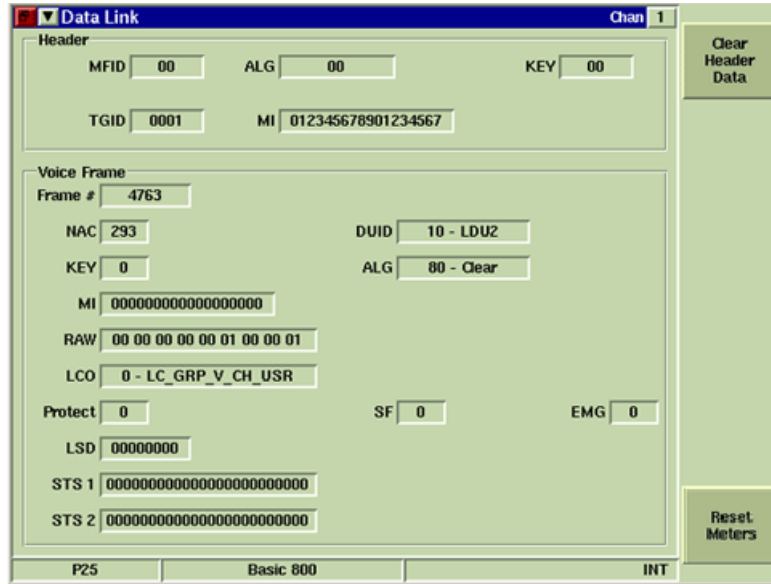 Data Link Chan 1
Header
MFID 00 ALG 00 KEY 00
TGID 0001 MI 012345678901234567
Clear
Header
Data
Voice Frame
Frame # 4763
NAC 293 DUID 10 - LDU2
KEY 0 ALG 80 - Clear
MI 000000000000000000
RAW 00 00 00 00 00 01 00 00 01
LCO 0 - LC_GRP_V_CH_USR
Protect 0 SF 0 EMG 0
LSD 00000000
STS 1 000000000000000000000000
STS 2 000000000000000000000000
Reset
Meters
P25 Basic 800 INT